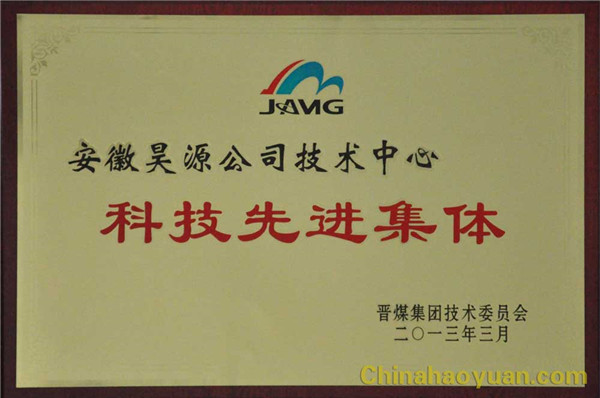 JAMG
安徽昊源公司技术中心
科技先进集体
晋煤集团技术委员会
二〇一三年三月
Chinahaoyuan.com